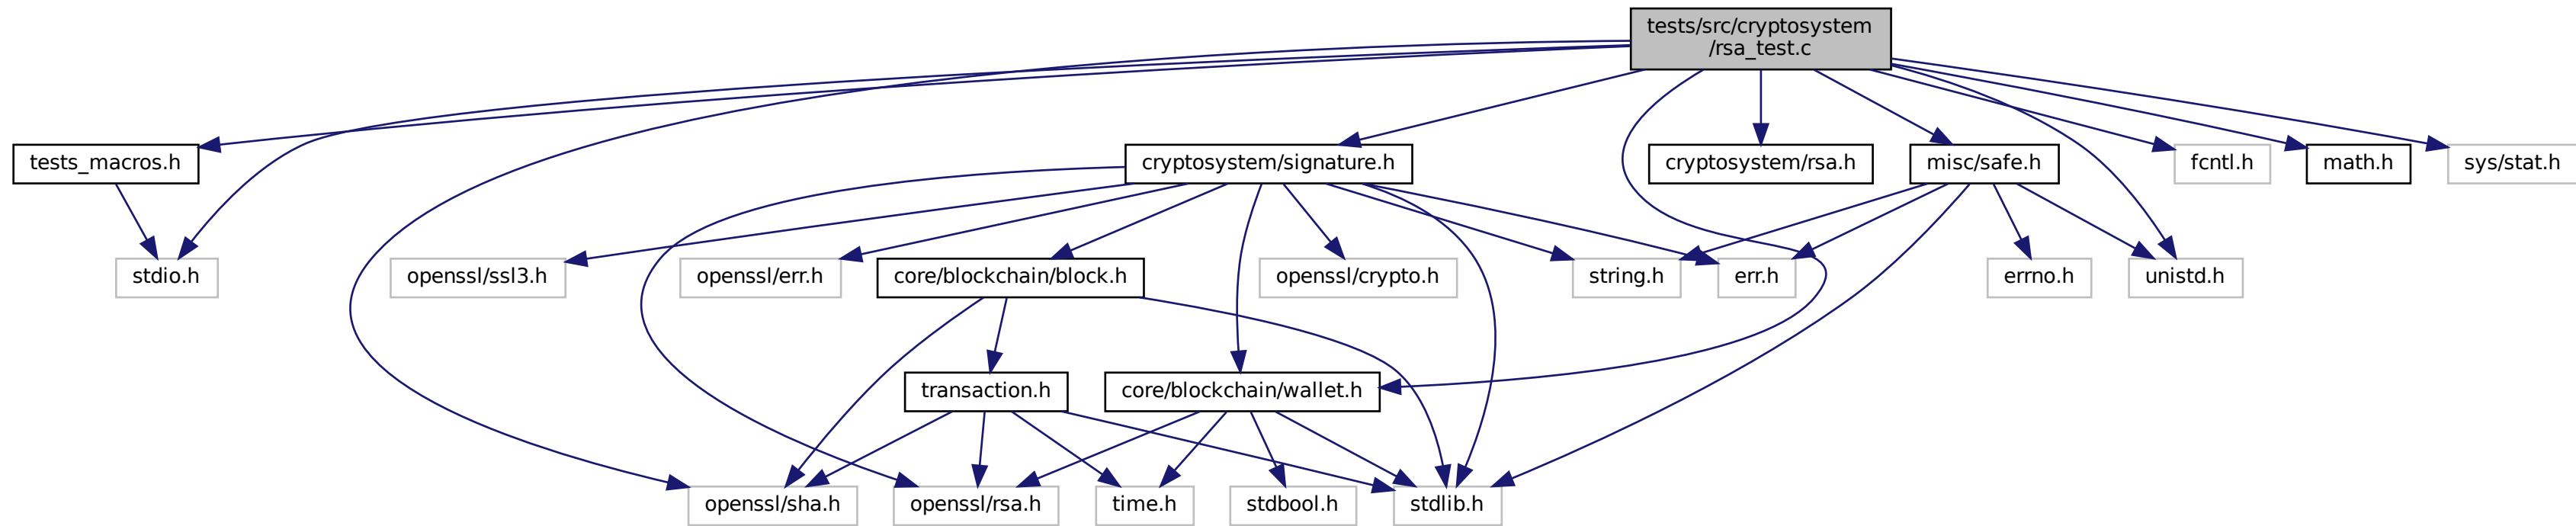 tests/src/cryptosystem
/rsa_test.c
tests_macros.h
cryptosystem/signature.h
cryptosystem/rsa.h
misc/safe.h
fcntl.h
math.h
sys/stat.h
stdio.h
openssl/ssl3.h
openssl/err.h
core/blockchain/block.h
openssl/crypto.h
string.h
err.h
errno.h
unistd.h
transaction.h
core/blockchain/wallet.h
openssl/sha.h
openssl/rsa.h
time.h
stdbool.h
stdlib.h